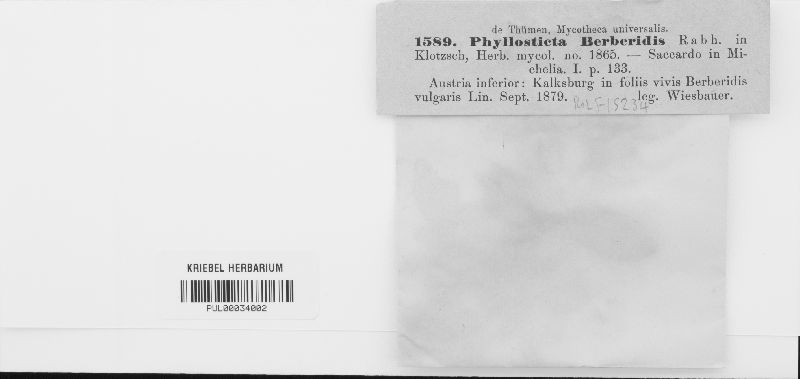 de Thümen, Mycotheca universalis.
1589. Phyllosticta Berberidis Rabh. in
Klotzsch, Herb. mycol. no. 1865. — Saccardo in Mi-
chelia. I. p. 133.
Austria inferior: Kalksburg in foliis vivis Berberidis
vulgaris Lin. Sept. 1879. leg. Wiesbauer.
KRIEBEL HERBARIUM
PUL00034002